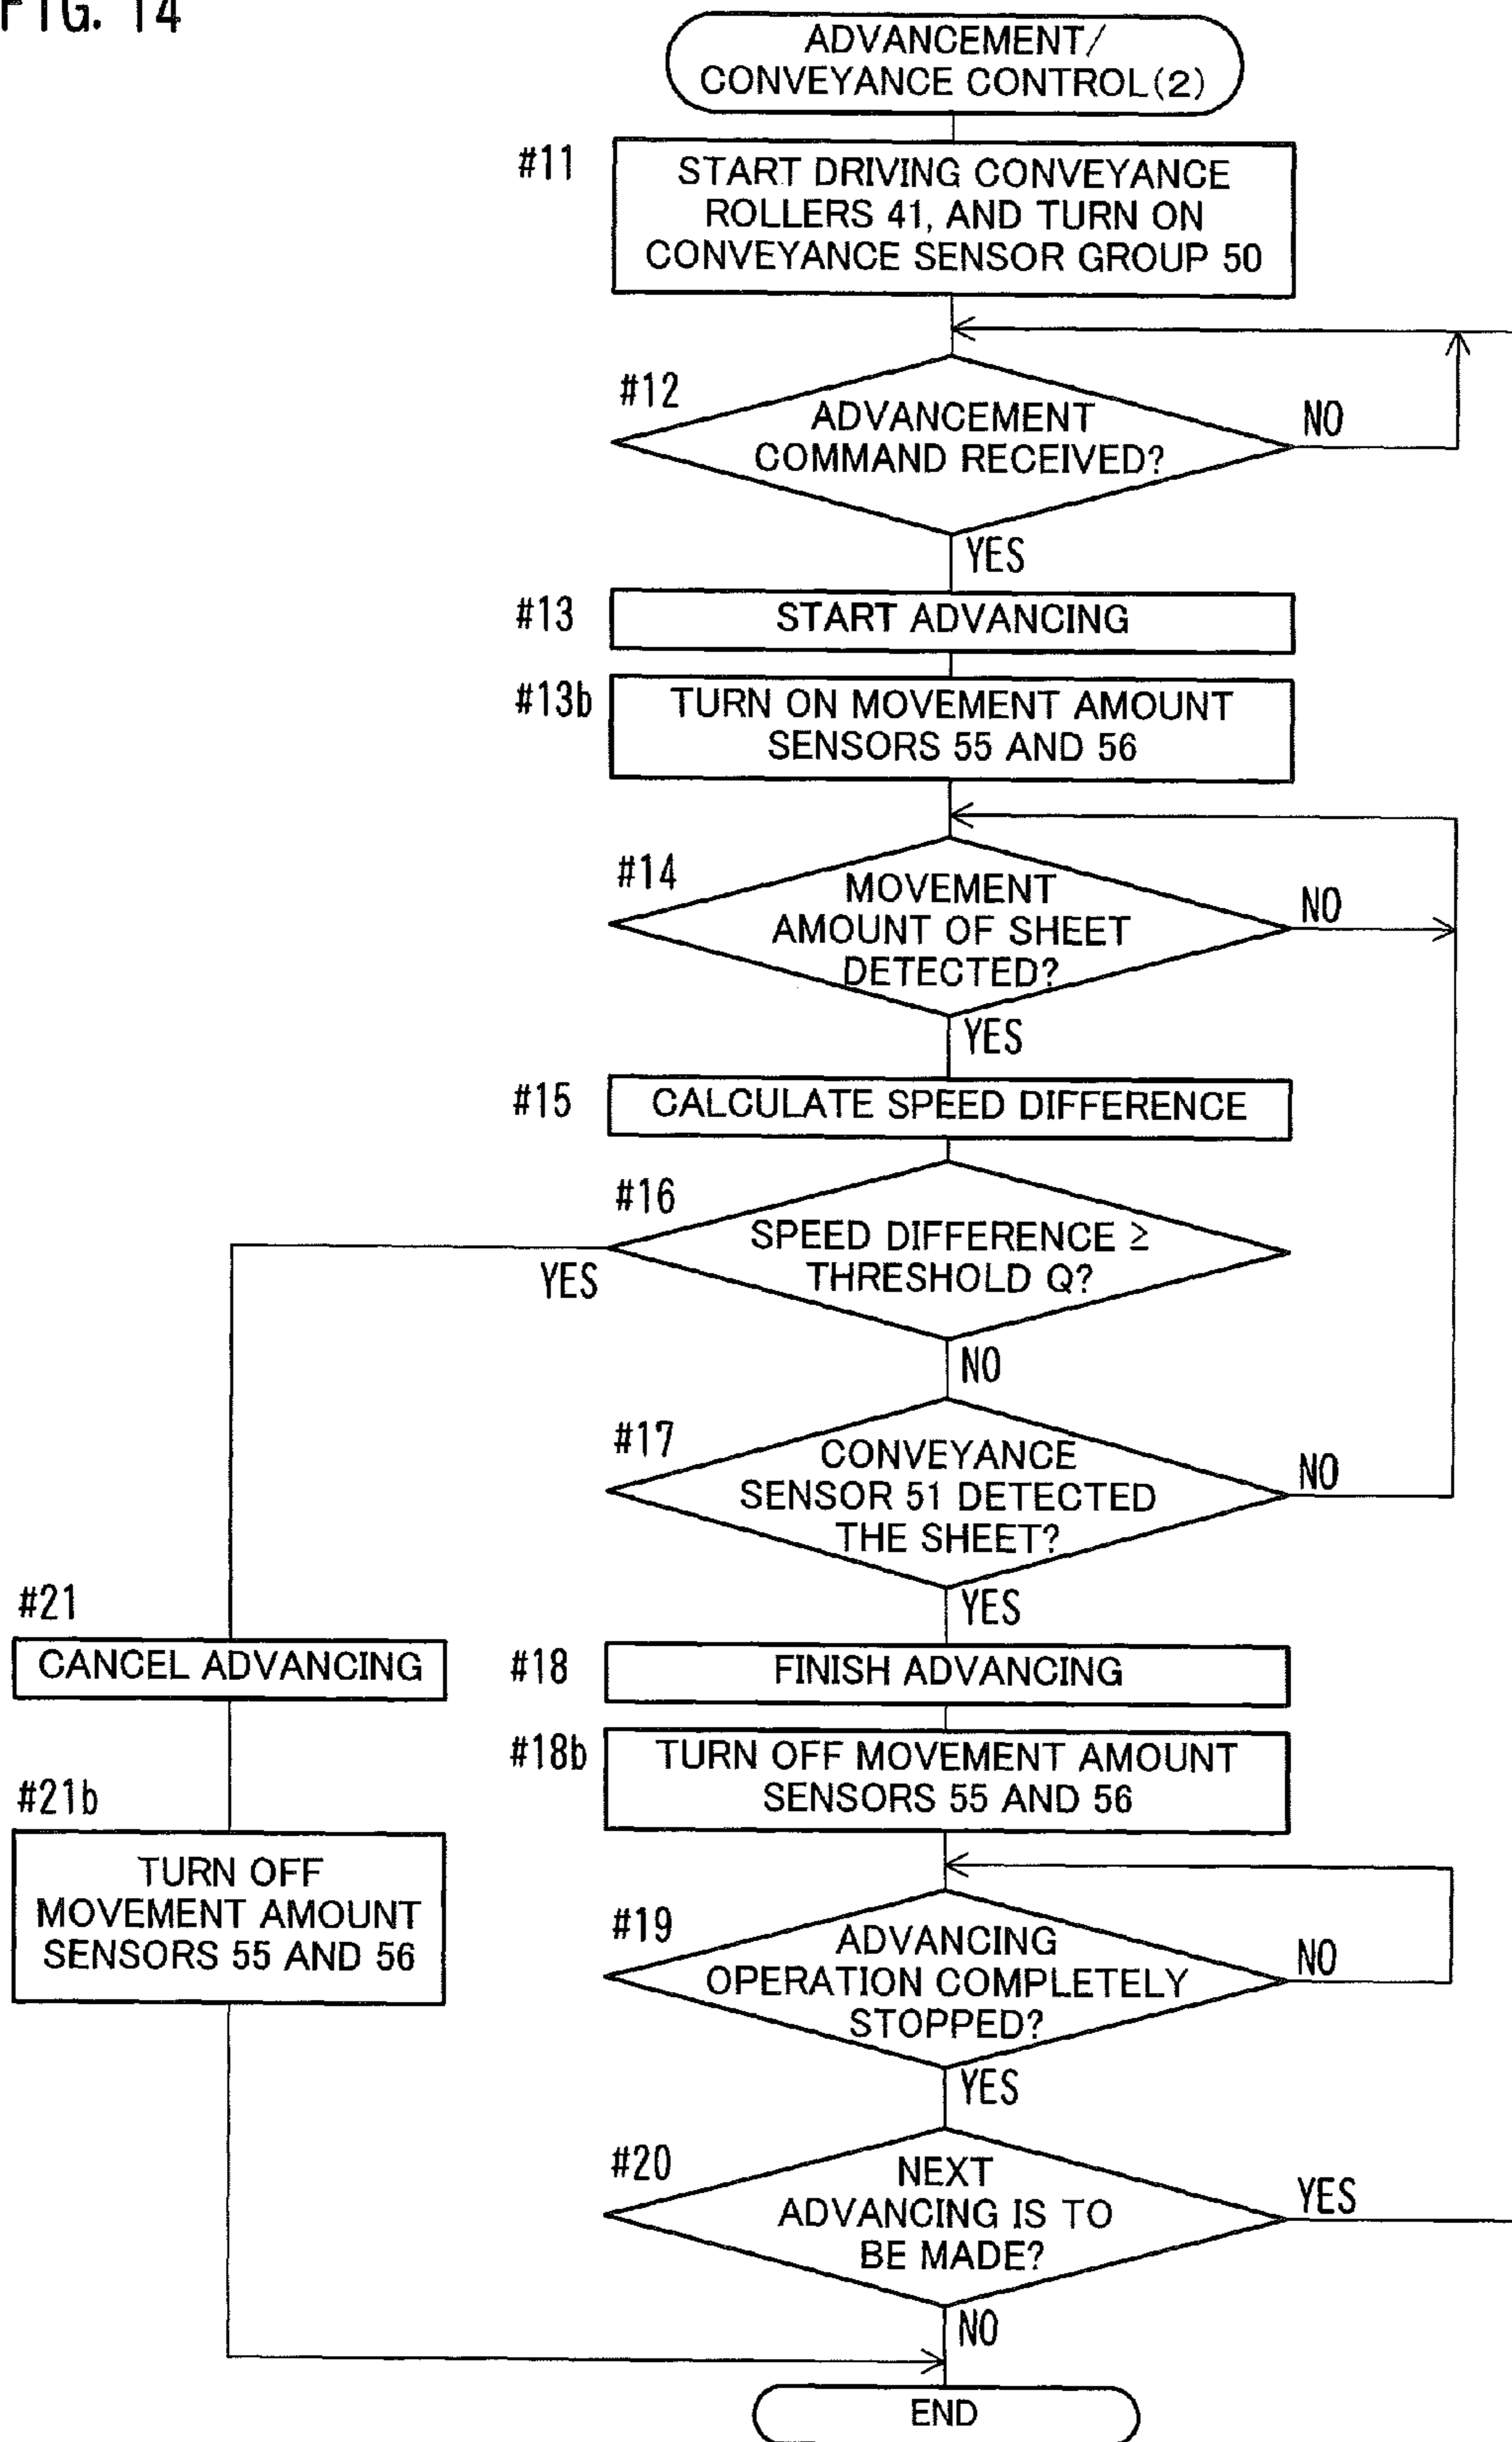 FIG. 14
ADVANCEMENT/
CONVEYANCE CONTROL(2)
#11
START DRIVING CONVEYANCE
ROLLERS 41, AND TURN ON
CONVEYANCE SENSOR GROUP 50
#12
ADVANCEMENT
COMMAND RECEIVED?
NO
YES
#13
START ADVANCING
#13b
TURN ON MOVEMENT AMOUNT
SENSORS 55 AND 56
#14
MOVEMENT
AMOUNT OF SHEET
DETECTED?
NO
YES
#15
CALCULATE SPEED DIFFERENCE
#16
SPEED DIFFERENCE ≥
THRESHOLD Q?
YES
NO
#17
CONVEYANCE
SENSOR 51 DETECTED
THE SHEET?
NO
YES
#21
CANCEL ADVANCING
#18
FINISH ADVANCING
#18b
TURN OFF MOVEMENT AMOUNT
SENSORS 55 AND 56
#21b
TURN OFF
MOVEMENT AMOUNT
SENSORS 55 AND 56
#19
ADVANCING
OPERATION COMPLETELY
STOPPED?
NO
YES
#20
NEXT
ADVANCING IS TO
BE MADE?
YES
NO
END